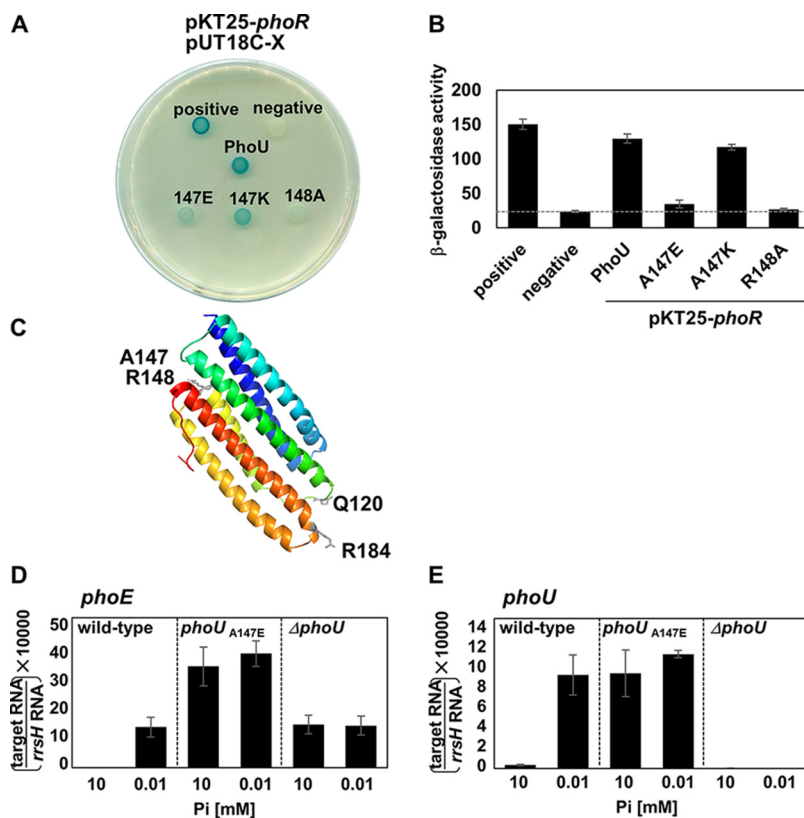 A
pKT25-phoR
pUT18C-X
positive
negative
PhoU
147E
147K
148A
B
β-galactosidase activity
200
150
100
50
0
positive
negative
PhoU
A147E
A147K
R148A
pKT25-phoR
C
A147
R148
Q120
R184
D
phoE
(target RNA / rrsH RNA) ×10000
50
40
30
20
10
0
wild-type
phoU A147E
ΔphoU
10 0.01 10 0.01 10 0.01
Pi [mM]
E
phoU
(target RNA / rrsH RNA) ×10000
14
12
10
8
6
4
2
0
wild-type
phoU A147E
ΔphoU
10 0.01 10 0.01 10 0.01
Pi [mM]